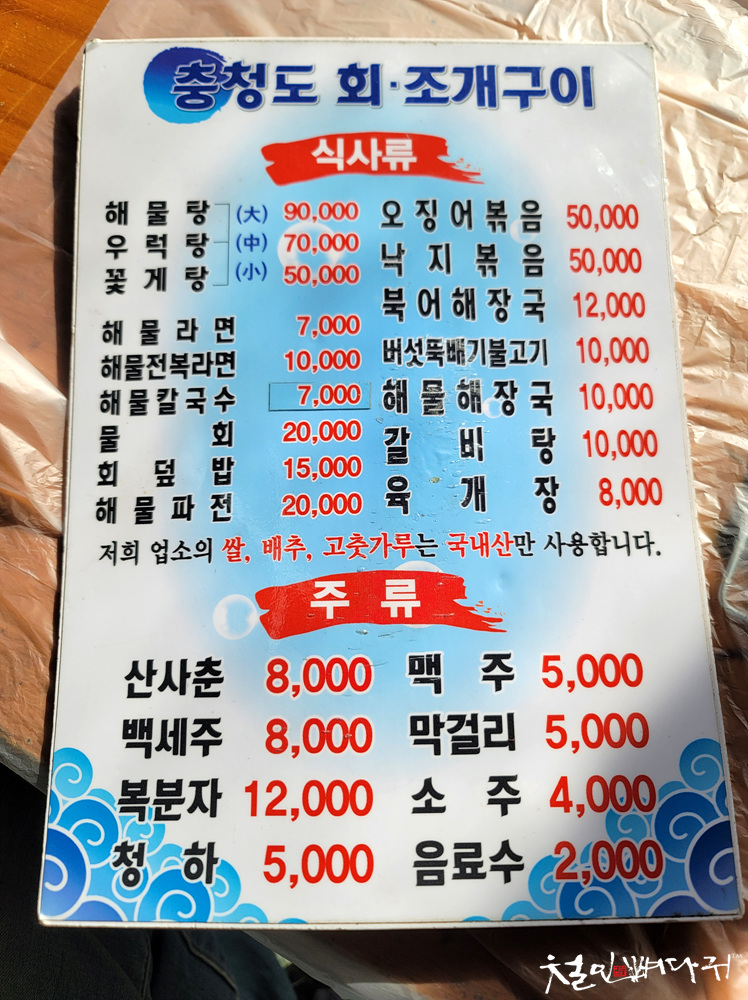 충청도 회·조개구이
식사류
해물탕 (大) 90,000
우럭탕 (中) 70,000
꽃게탕 (小) 50,000
해물라면 7,000
해물전복라면 10,000
해물칼국수 7,000
물회 20,000
회덮밥 15,000
해물파전 20,000
오징어볶음 50,000
낙지볶음 50,000
북어해장국 12,000
버섯뚝배기불고기 10,000
해물해장국 10,000
갈비탕 10,000
육개장 8,000
저희 업소의 쌀, 배추, 고춧가루는 국내산만 사용합니다.
주류
산사춘 8,000
백세주 8,000
복분자 12,000
청하 5,000
맥주 5,000
막걸리 5,000
소주 4,000
음료수 2,000